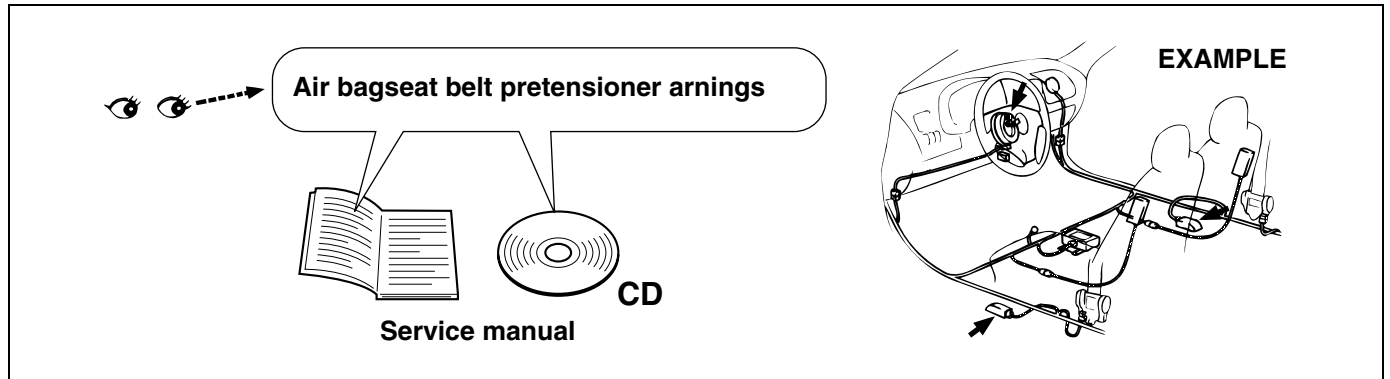 Air bagseat belt pretensioner arnings
EXAMPLE
CD
Service manual